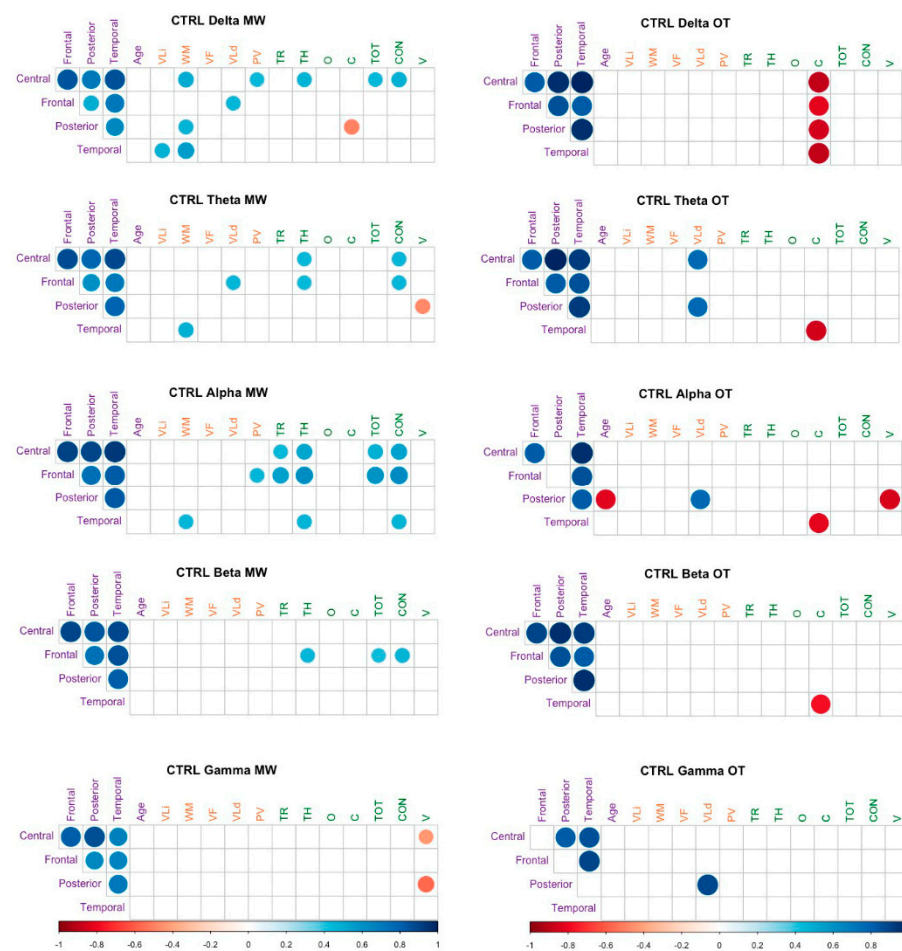 CTRL Delta MW
Frontal Posterior Temporal Age VLi WM VF VLd PV TR TH O C TOT CON V
Central
Frontal
Posterior
Temporal
CTRL Delta OT
Frontal Posterior Temporal Age VLi WM VF VLd PV TR TH O C TOT CON V
Central
Frontal
Posterior
Temporal
CTRL Theta MW
Frontal Posterior Temporal Age VLi WM VF VLd PV TR TH O C TOT CON V
Central
Frontal
Posterior
Temporal
CTRL Theta OT
Frontal Posterior Temporal Age VLi WM VF VLd PV TR TH O C TOT CON V
Central
Frontal
Posterior
Temporal
CTRL Alpha MW
Frontal Posterior Temporal Age VLi WM VF VLd PV TR TH O C TOT CON V
Central
Frontal
Posterior
Temporal
CTRL Alpha OT
Frontal Posterior Temporal Age VLi WM VF VLd PV TR TH O C TOT CON V
Central
Frontal
Posterior
Temporal
CTRL Beta MW
Frontal Posterior Temporal Age VLi WM VF VLd PV TR TH O C TOT CON V
Central
Frontal
Posterior
Temporal
CTRL Beta OT
Frontal Posterior Temporal Age VLi WM VF VLd PV TR TH O C TOT CON V
Central
Frontal
Posterior
Temporal
CTRL Gamma MW
Frontal Posterior Temporal Age VLi WM VF VLd PV TR TH O C TOT CON V
Central
Frontal
Posterior
Temporal
-1 -0.8 -0.6 -0.4 -0.2 0 0.2 0.4 0.6 0.8 1
CTRL Gamma OT
Frontal Posterior Temporal Age VLi WM VF VLd PV TR TH O C TOT CON V
Central
Frontal
Posterior
Temporal
-1 -0.8 -0.6 -0.4 -0.2 0 0.2 0.4 0.6 0.8